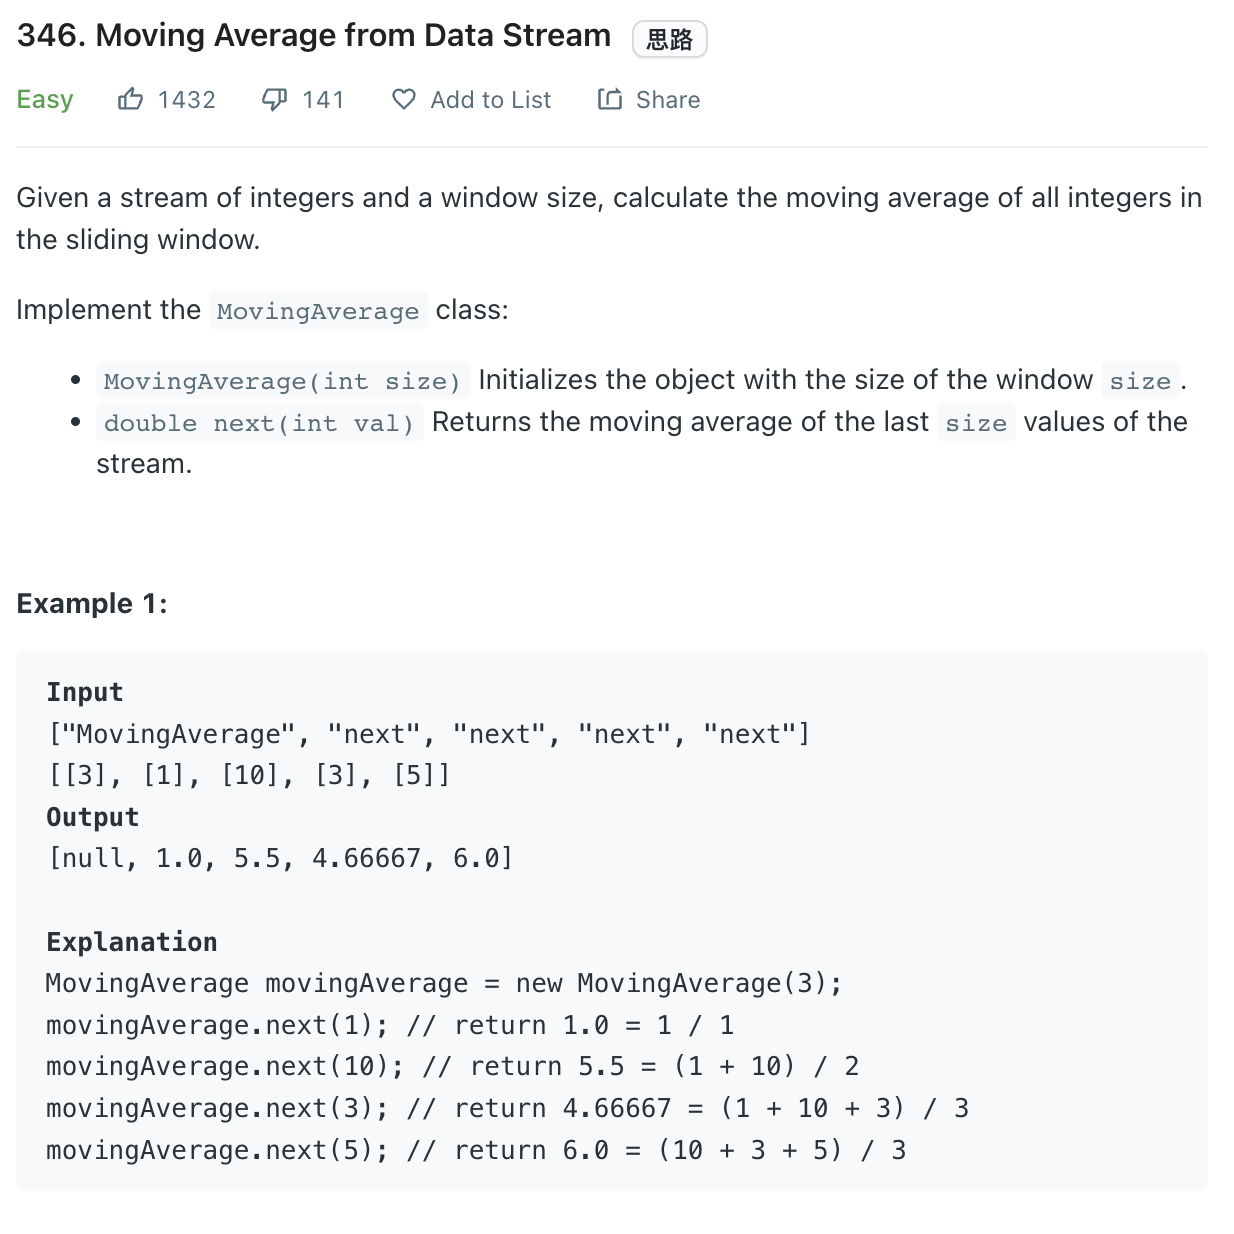 346. Moving Average from Data Stream 思路
Easy 1432 141 Add to List Share
Given a stream of integers and a window size, calculate the moving average of all integers in
the sliding window.
Implement the MovingAverage class:
• MovingAverage(int size) Initializes the object with the size of the window size.
• double next(int val) Returns the moving average of the last size values of the
stream.
Example 1:
Input
["MovingAverage", "next", "next", "next", "next"]
[[3], [1], [10], [3], [5]]
Output
[null, 1.0, 5.5, 4.66667, 6.0]
Explanation
MovingAverage movingAverage = new MovingAverage(3);
movingAverage.next(1); // return 1.0 = 1 / 1
movingAverage.next(10); // return 5.5 = (1 + 10) / 2
movingAverage.next(3); // return 4.66667 = (1 + 10 + 3) / 3
movingAverage.next(5); // return 6.0 = (10 + 3 + 5) / 3